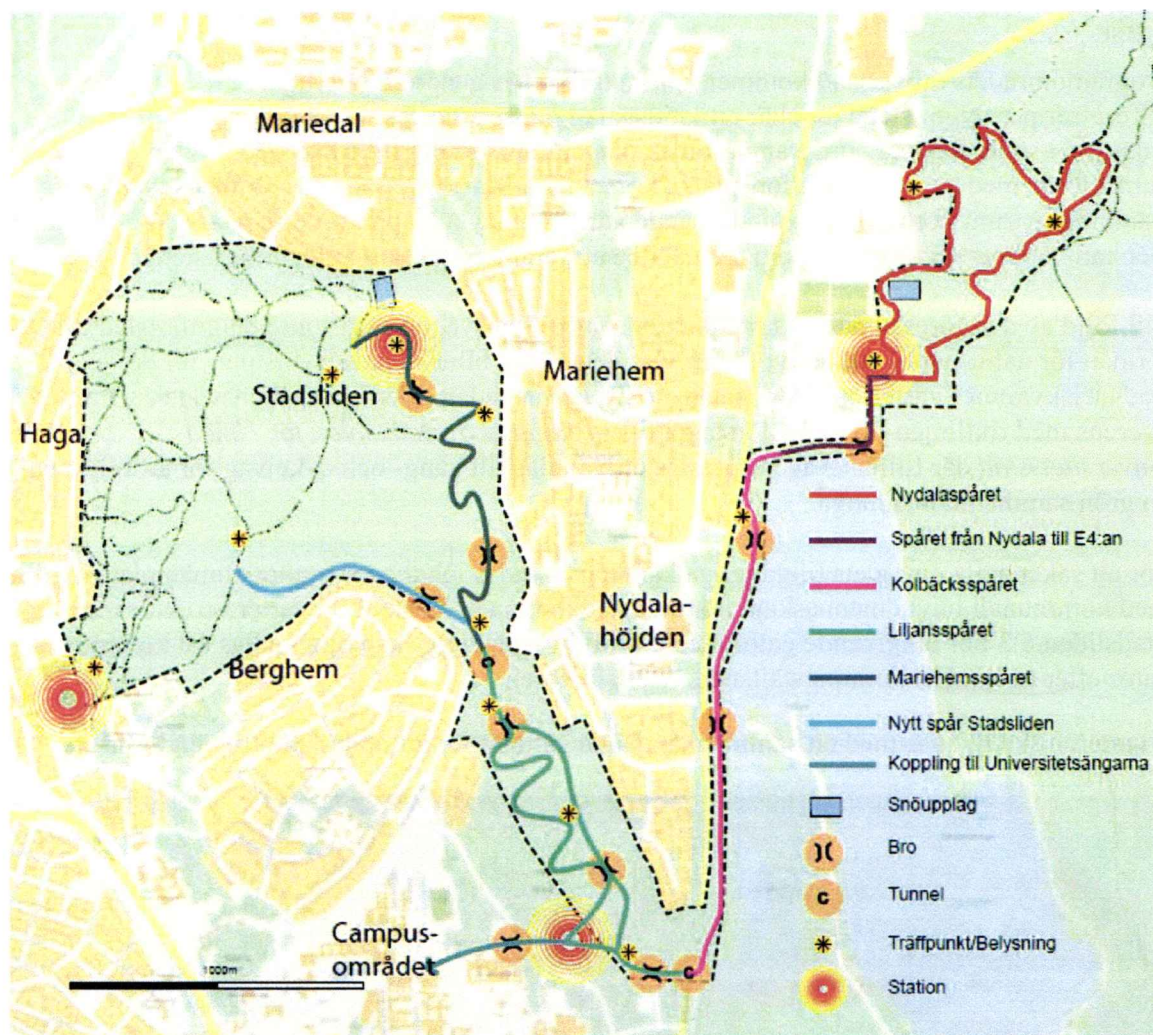 Mariedal
Stadsliden
Mariehem
Haga
Nydala-
höjden
Berghem
Campus-
området
1000m
Nydalaspåret
Spåret från Nydala till E4:an
Kolbäcksspåret
Liljansspåret
Mariehemsspåret
Nytt spår Stadsliden
Koppling til Universitetsängarna
Snöupplag
Bro
C Tunnel
Träffpunkt/Belysning
Station